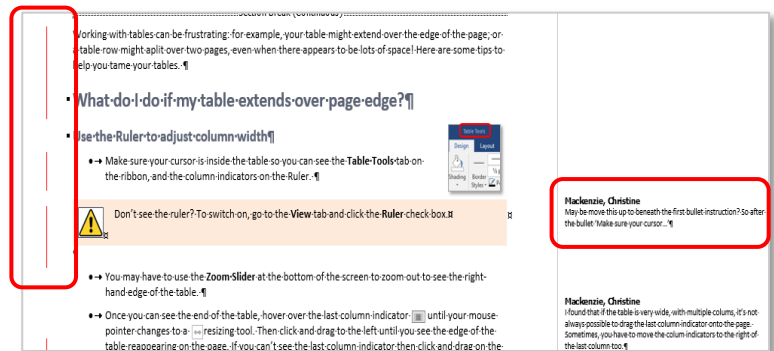 Section Break (Continuous)
Working·with·tables·can·be·frustrating:·for·example,·your·table·might·extend·over·the·edge·of·the·page;·or·
a·table·row·might·aplit·over·two·pages,·even·when·there·appears·to·be·lots·of·space!·Here·are·some·tips·to·
help·you·tame·your·tables.·¶
What·do·I·do·if·my·table·extends·over·page·edge?¶
Use·the·Ruler·to·adjust·column·width¶
Table Tools
Design Layout
Shading Border Styles
•→ Make·sure·your·cursor·is·inside·the·table·so·you·can·see·the·Table·Tools·tab·on·
the·ribbon,·and·the·column·indicators·on·the·Ruler.·¶
Don't·see·the·ruler?·To·switch·on,·go·to·the·View·tab·and·click·the·Ruler·check·box.¤
•→ You·may·have·to·use·the·Zoom·Slider·at·the·bottom·of·the·screen·to·zoom·out·to·see·the·right-
hand·edge·of·the·table.·¶
•→ Once·you·can·see·the·end·of·the·table,·hover·over·the·last·column·indicator· until·your·mouse·
pointer·changes·to·a· resizing·tool.·Then·click·and·drag·to·the·left·until·you·see·the·edge·of·the·
table·reappearing·on·the·page.·If·you·can't·see·the·last·column·indicator·then·click·and·drag·on·the·
Mackenzie, Christine
May·be·move·this·up·to·beneath·the·first·bullet·instruction?·So·after·
the·bullet·'Make·sure·your·cursor...'¶
Mackenzie, Christine
I·found·that·if·the·table·is·very·wide,·with·multiple·colums,·it's·not·
always·possible·to·drag·the·last·column·indicator·onto·the·page.·
Sometimes,·you·have·to·move·the·colum·indicators·to·the·right·of·
the·last·column·too.¶